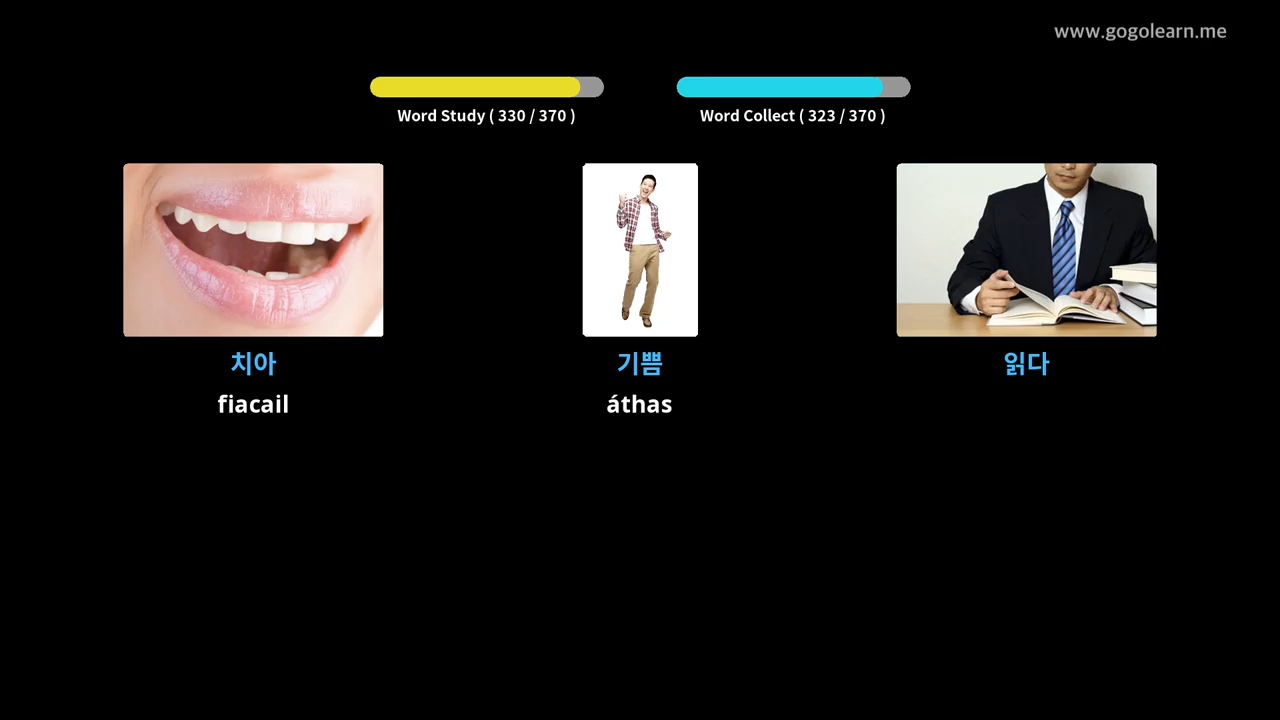 www.gogolearn.me
Word Study ( 330 / 370 )
Word Collect ( 323 / 370 )
치아
기쁨
읽다
fiacail
áthas